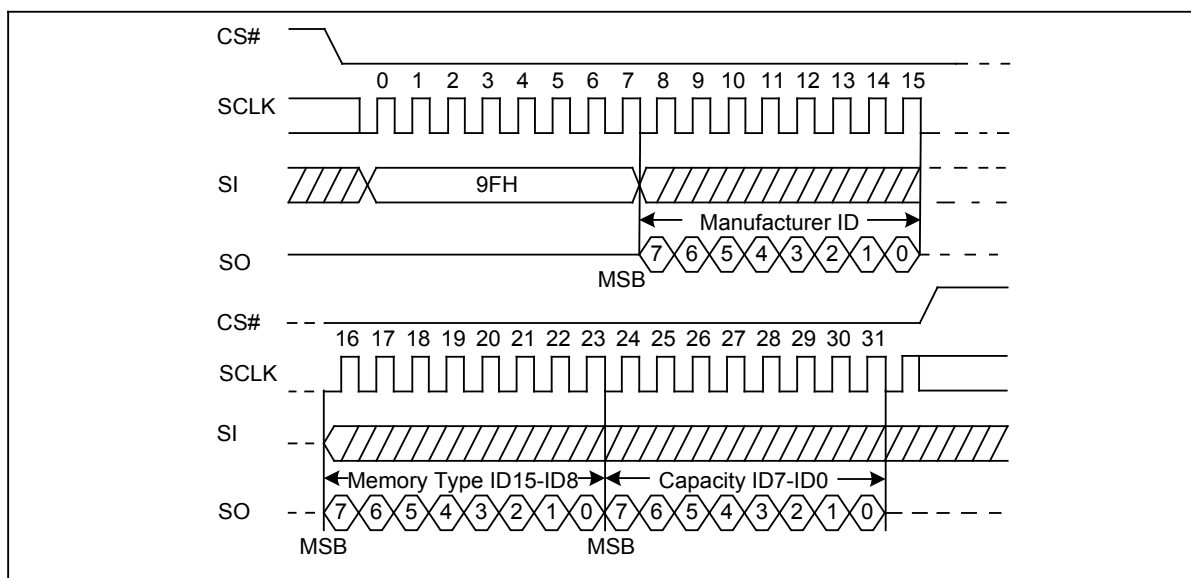 CS#
0 1 2 3 4 5 6 7 8 9 10 11 12 13 14 15
SCLK
SI 9FH
Manufacturer ID
SO 7 6 5 4 3 2 1 0
MSB
CS#
16 17 18 19 20 21 22 23 24 25 26 27 28 29 30 31
SCLK
SI
Memory Type ID15-ID8 Capacity ID7-ID0
SO 7 6 5 4 3 2 1 0 7 6 5 4 3 2 1 0
MSB MSB